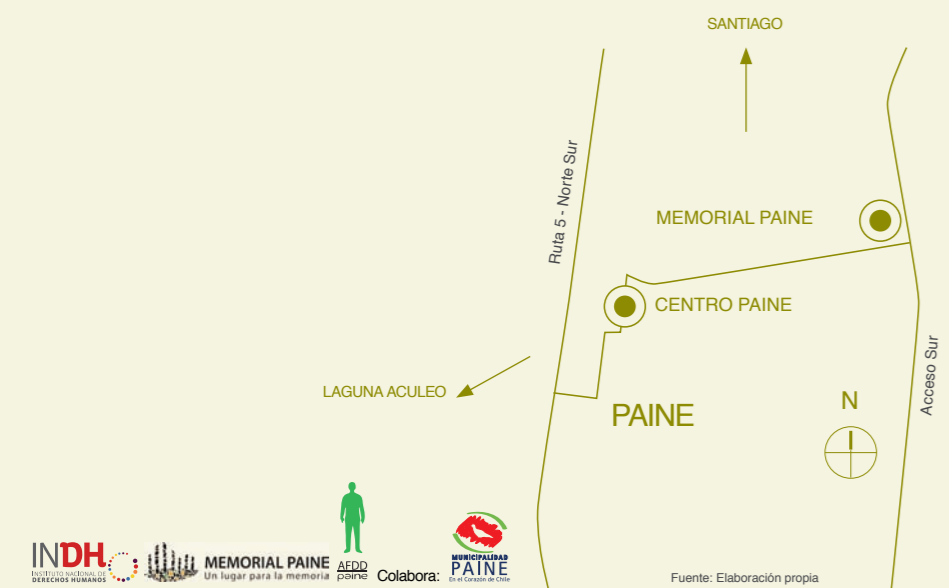 SANTIAGO
Ruta 5 - Norte Sur
MEMORIAL PAINE
CENTRO PAINE
Acceso Sur
LAGUNA ACULEO
PAINE
N
INDH
INSTITUTO NACIONAL DE
DERECHOS HUMANOS
MEMORIAL PAINE
Un lugar para la memoria
AFDD
paine
Colabora:
MUNICIPALIDAD
PAINE
En el Corazón de Chile
Fuente: Elaboración propia